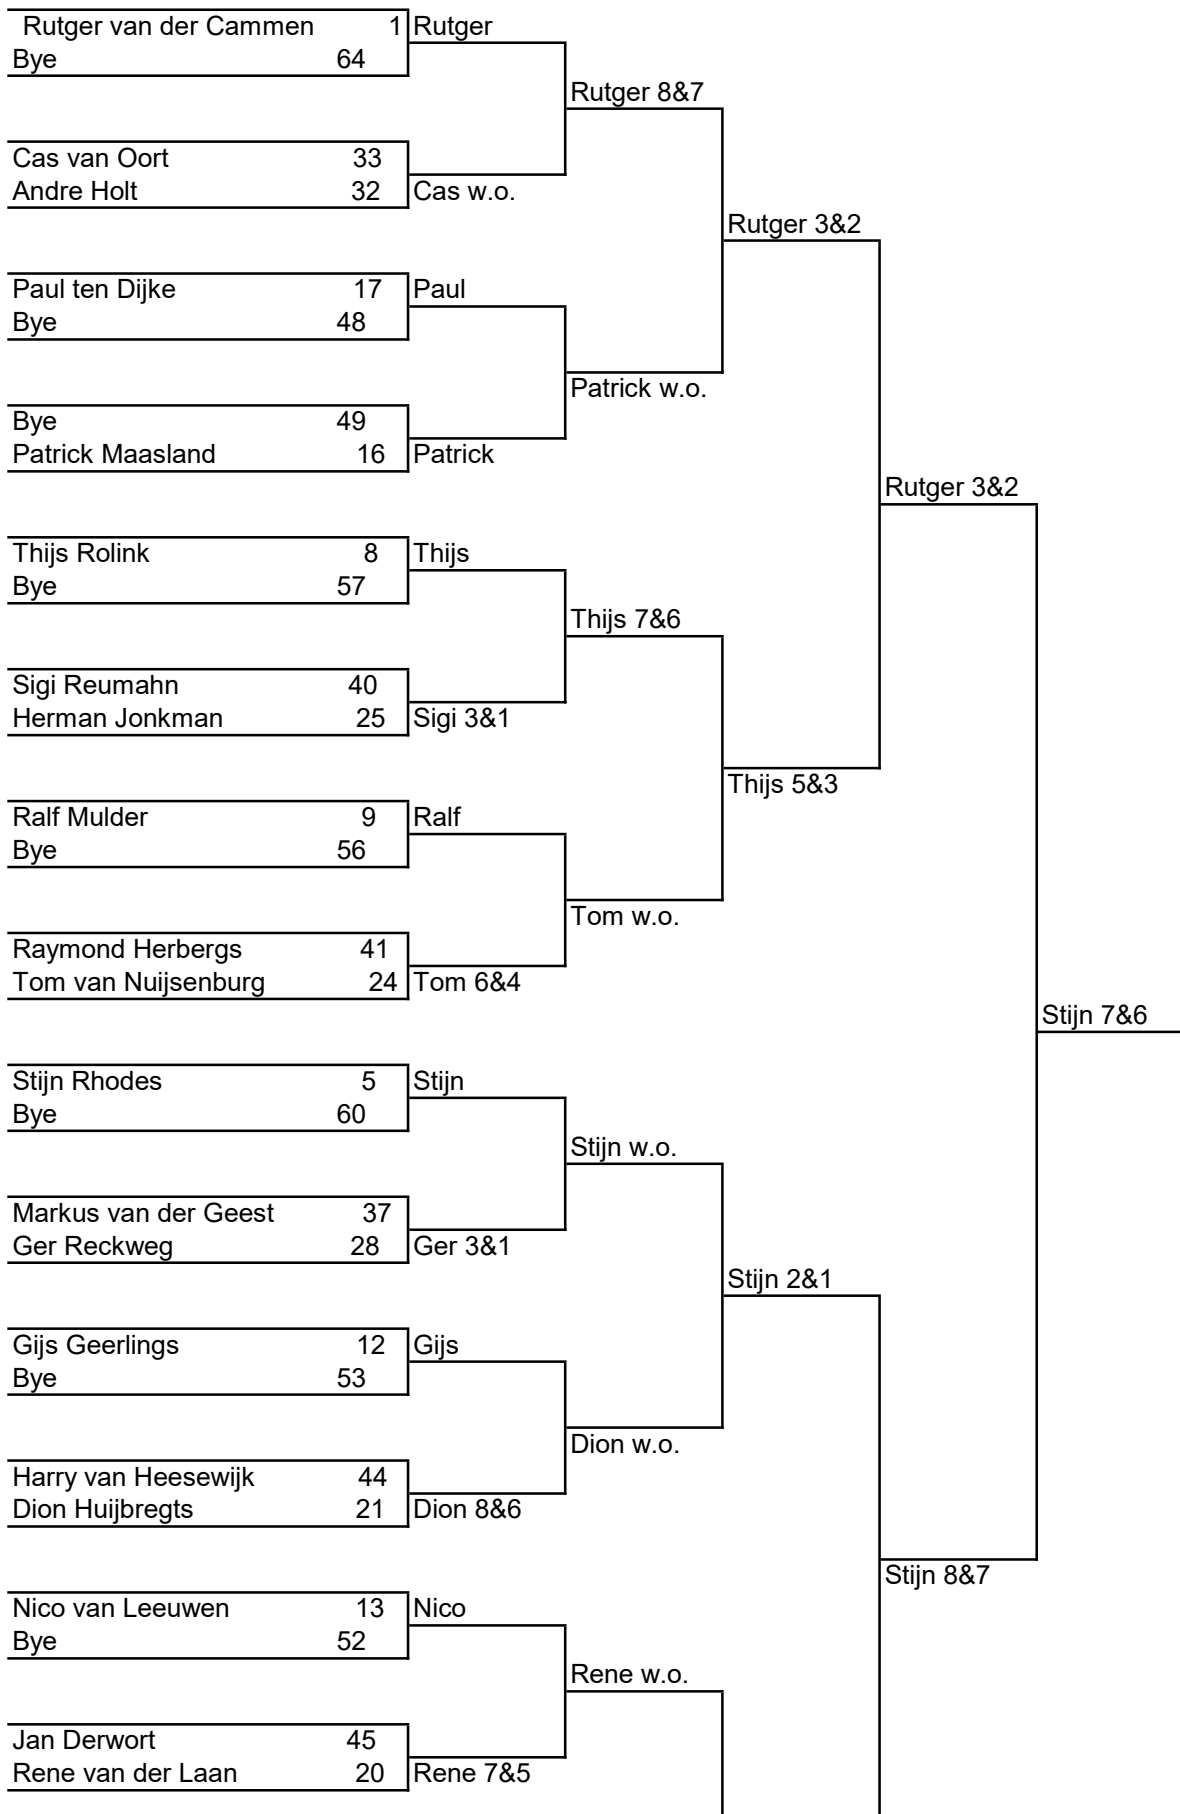 Rutger van der Cammen 1 Rutger
Bye 64
Rutger 8&7
Cas van Oort 33
Andre Holt 32 Cas w.o.
Rutger 3&2
Paul ten Dijke 17 Paul
Bye 48
Patrick w.o.
Bye 49
Patrick Maasland 16 Patrick
Rutger 3&2
Thijs Rolink 8 Thijs
Bye 57
Thijs 7&6
Sigi Reumahn 40
Herman Jonkman 25 Sigi 3&1
Thijs 5&3
Ralf Mulder 9 Ralf
Bye 56
Tom w.o.
Raymond Herbergs 41
Tom van Nuijsenburg 24 Tom 6&4
Stijn 7&6
Stijn Rhodes 5 Stijn
Bye 60
Stijn w.o.
Markus van der Geest 37
Ger Reckweg 28 Ger 3&1
Stijn 2&1
Gijs Geerlings 12 Gijs
Bye 53
Dion w.o.
Harry van Heesewijk 44
Dion Huijbregts 21 Dion 8&6
Stijn 8&7
Nico van Leeuwen 13 Nico
Bye 52
Rene w.o.
Jan Derwort 45
Rene van der Laan 20 Rene 7&5